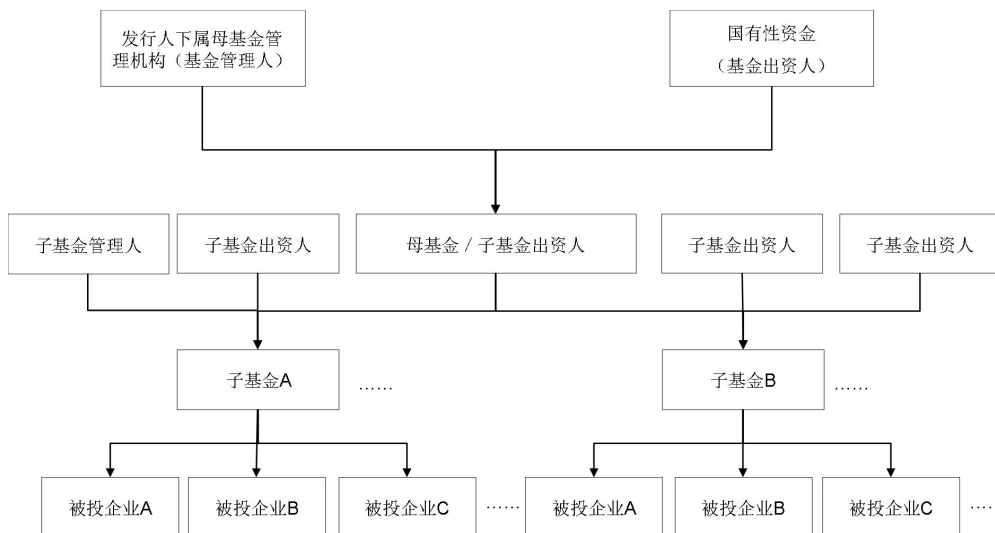 发行人下属母基金管
理机构（基金管理人）
国有性资金
（基金出资人）
子基金管理人
子基金出资人
母基金／子基金出资人
子基金出资人
子基金出资人
子基金A
……
子基金B
……
被投企业A
被投企业B
被投企业C
……
被投企业A
被投企业B
被投企业C
……